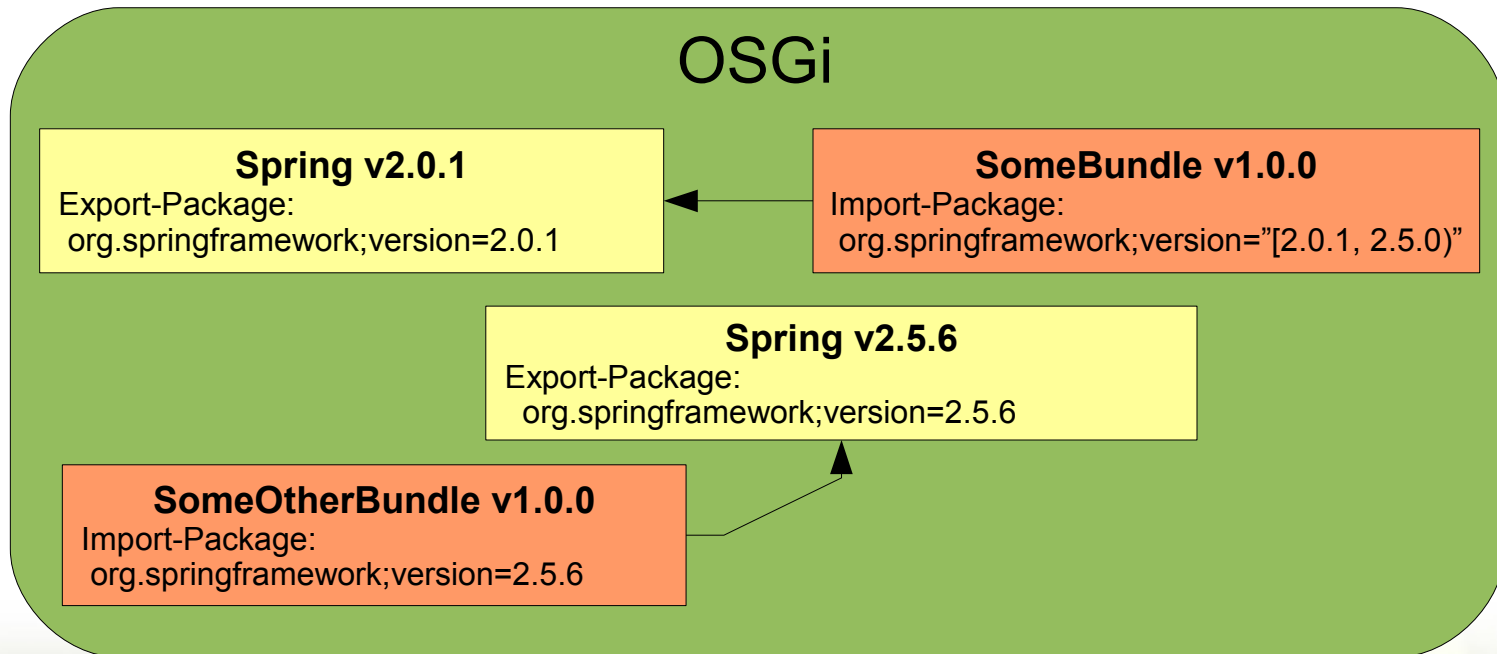 OSGi
Spring v2.0.1
Export-Package:
org.springframework;version=2.0.1
SomeBundle v1.0.0
Import-Package:
org.springframework;version=”[2.0.1, 2.5.0)”
Spring v2.5.6
Export-Package:
org.springframework;version=2.5.6
SomeOtherBundle v1.0.0
Import-Package:
org.springframework;version=2.5.6